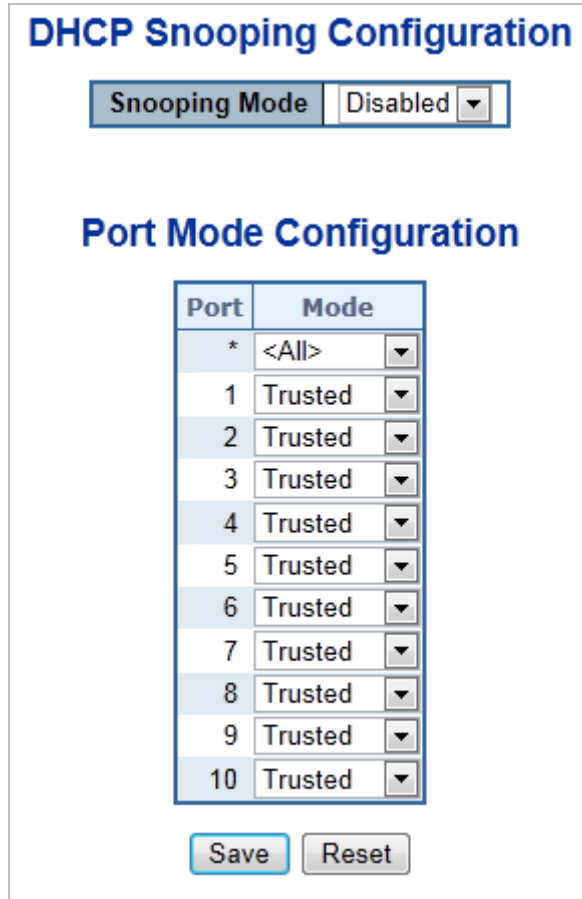 DHCP Snooping Configuration
Snooping Mode Disabled
Port Mode Configuration
Port Mode
* <All>
1 Trusted
2 Trusted
3 Trusted
4 Trusted
5 Trusted
6 Trusted
7 Trusted
8 Trusted
9 Trusted
10 Trusted
Save Reset